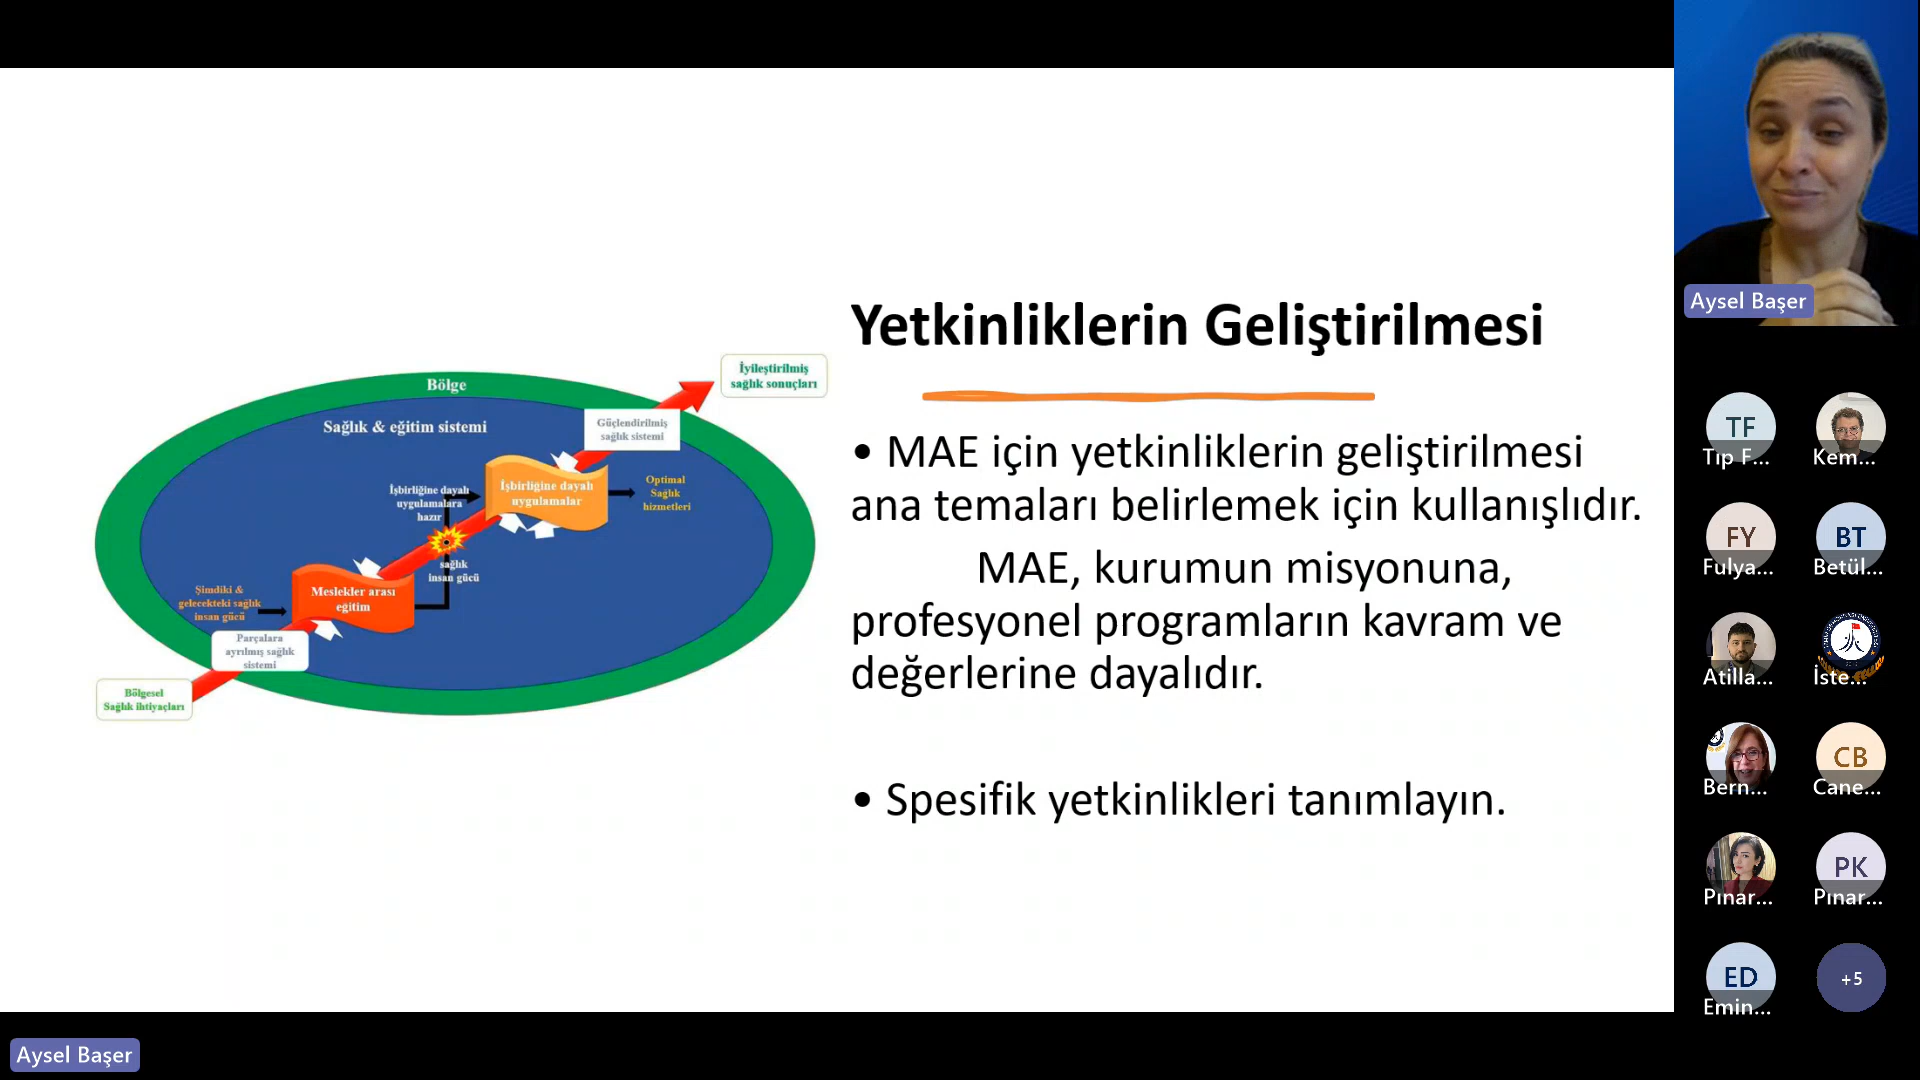 Yetkinliklerin Geliştirilmesi
• MAE için yetkinliklerin geliştirilmesi
ana temaları belirlemek için kullanışlıdır.
MAE, kurumun misyonuna,
profesyonel programların kavram ve
değerlerine dayalıdır.
• Spesifik yetkinlikleri tanımlayın.
Bölge
Sağlık & eğitim sistemi
İyileştirilmiş
sağlık sonuçları
Güçlendirilmiş
sağlık sistemi
İşbirliğine dayalı
uygulamalara
hazır
İşbirliğine dayalı
uygulamalar
Optimal
Sağlık
hizmetleri
sağlık
insan gücü
Meslekler arası
eğitim
Şimdiki &
gelecekteki sağlık
insan gücü
Parçalara
ayrılmış sağlık
sistemi
Bölgesel
Sağlık ihtiyaçları
Aysel Başer
TF
Tıp F...
Kem...
FY
Fulya...
BT
Betül...
Atilla...
İste...
Bern...
CB
Cane...
Pınar...
PK
Pınar...
ED
Emin...
+5
Aysel Başer